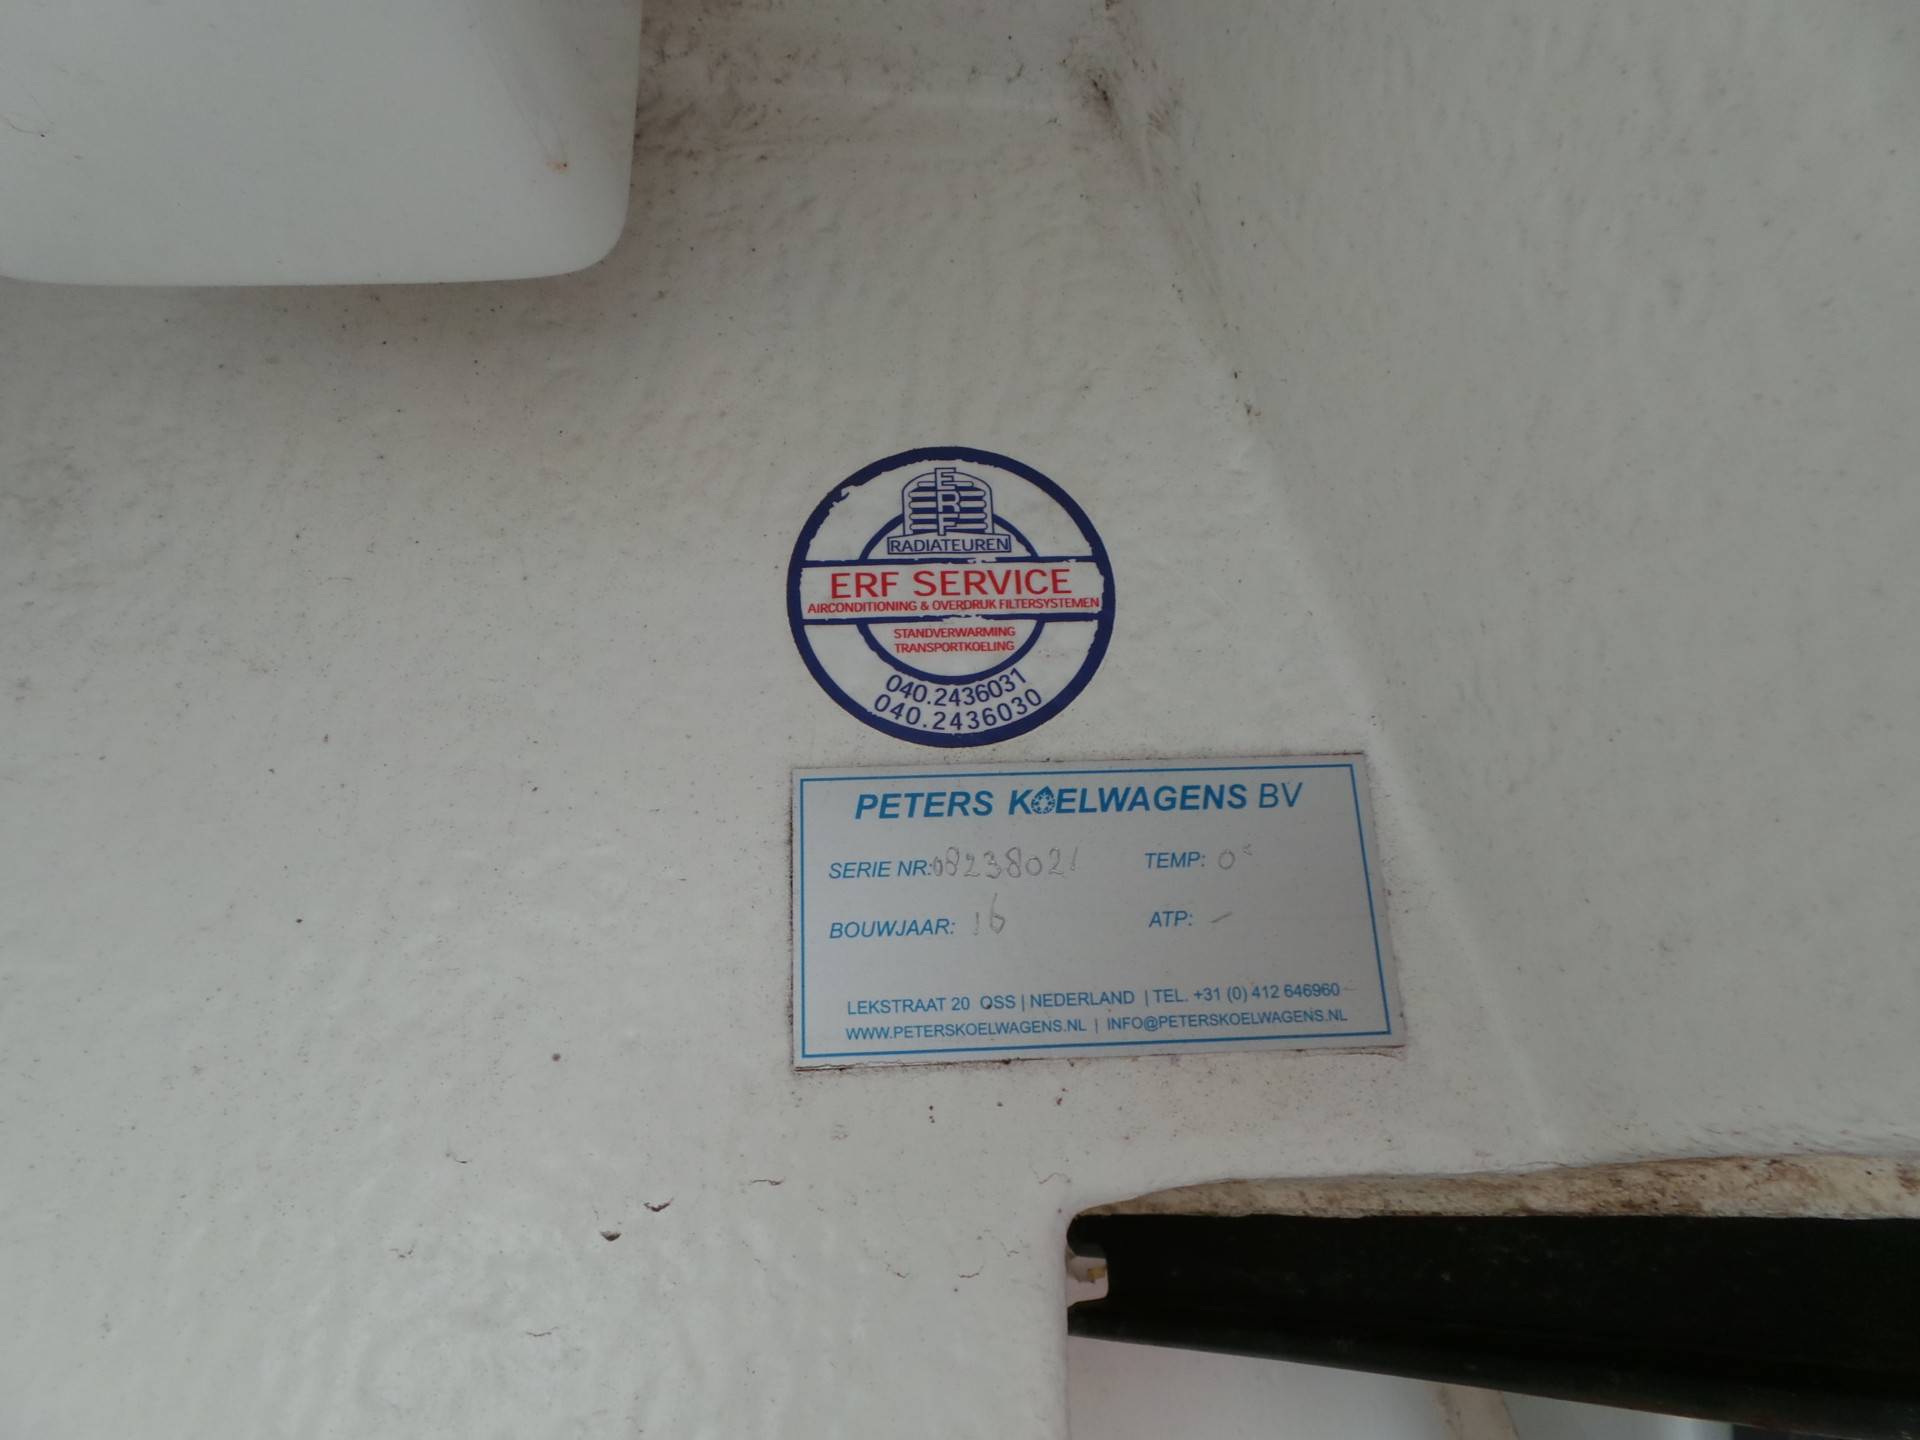 ERF
RADIATEUREN
ERF SERVICE
AIRCONDITIONING & OVERDRUK FILTERSYSTEMEN
STANDVERWARMING
TRANSPORTKOELING
040.2436031
040.2436030
PETERS KOELWAGENS BV
SERIE NR: 08238021 TEMP: 0°
BOUWJAAR: 16 ATP: -
LEKSTRAAT 20 OSS | NEDERLAND | TEL. +31 (0) 412 646960
WWW.PETERSKOELWAGENS.NL | INFO@PETERSKOELWAGENS.NL